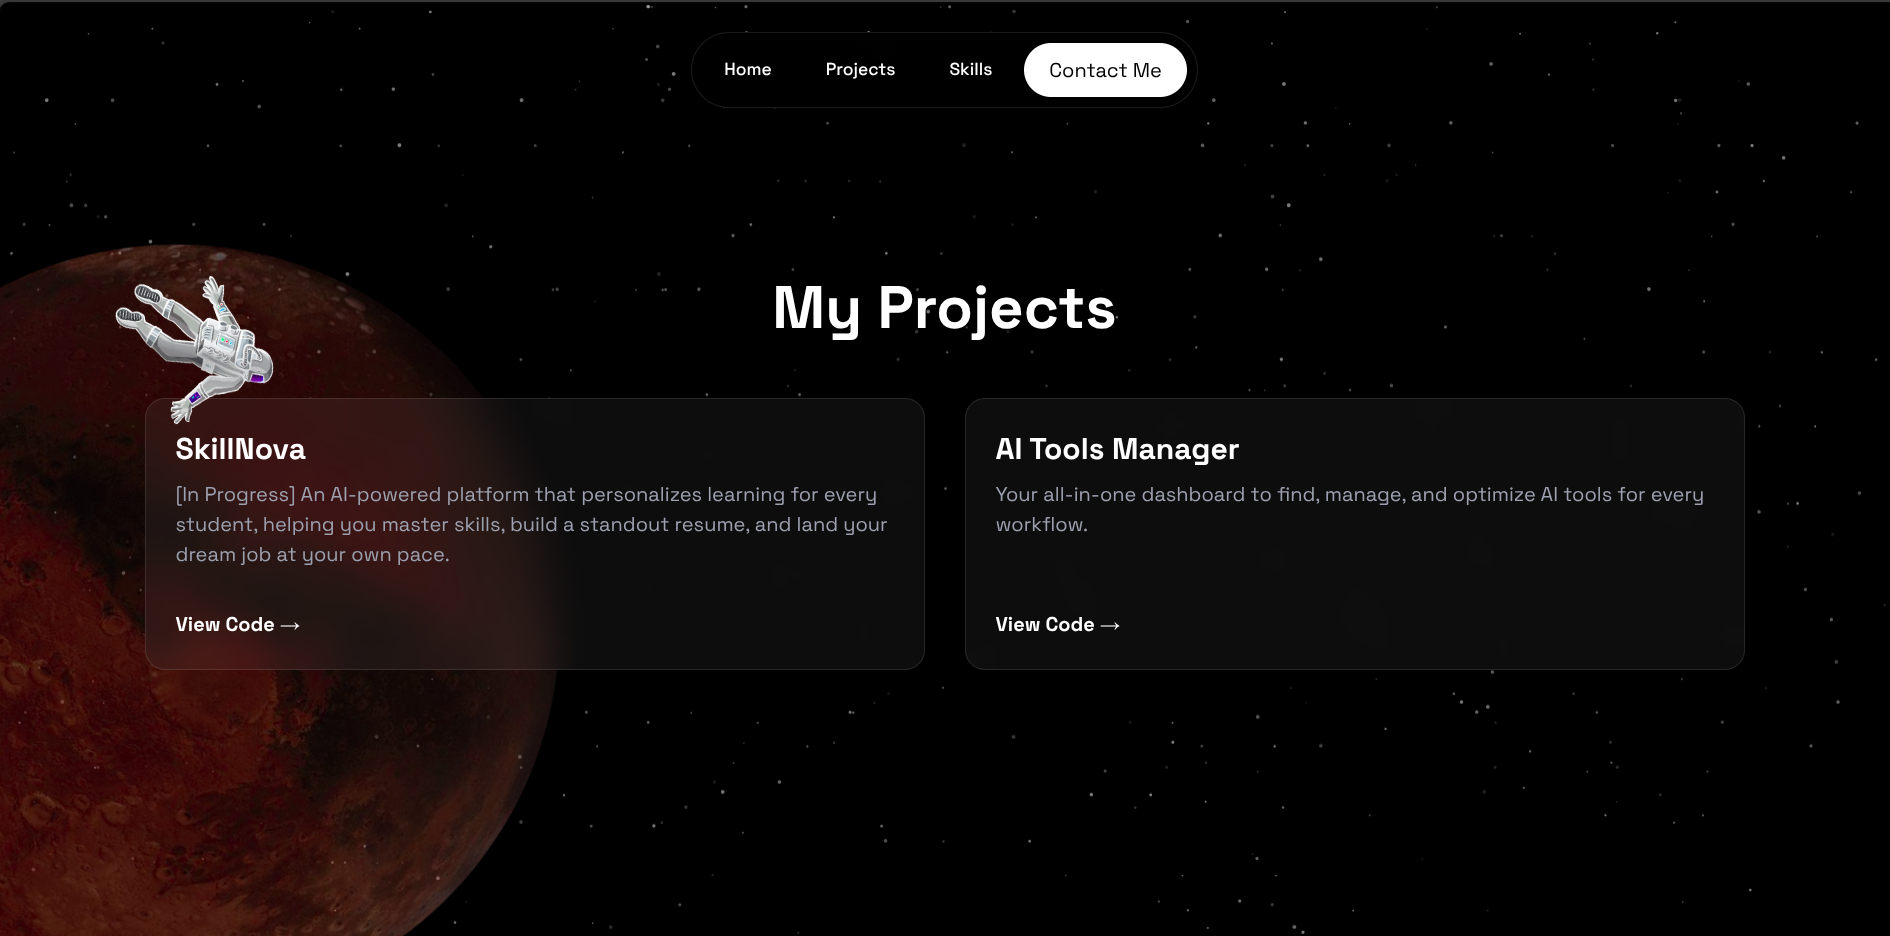 Home Projects Skills Contact Me
My Projects
SkillNova
[In Progress] An AI-powered platform that personalizes learning for every
student, helping you master skills, build a standout resume, and land your
dream job at your own pace.
View Code →
AI Tools Manager
Your all-in-one dashboard to find, manage, and optimize AI tools for every
workflow.
View Code →